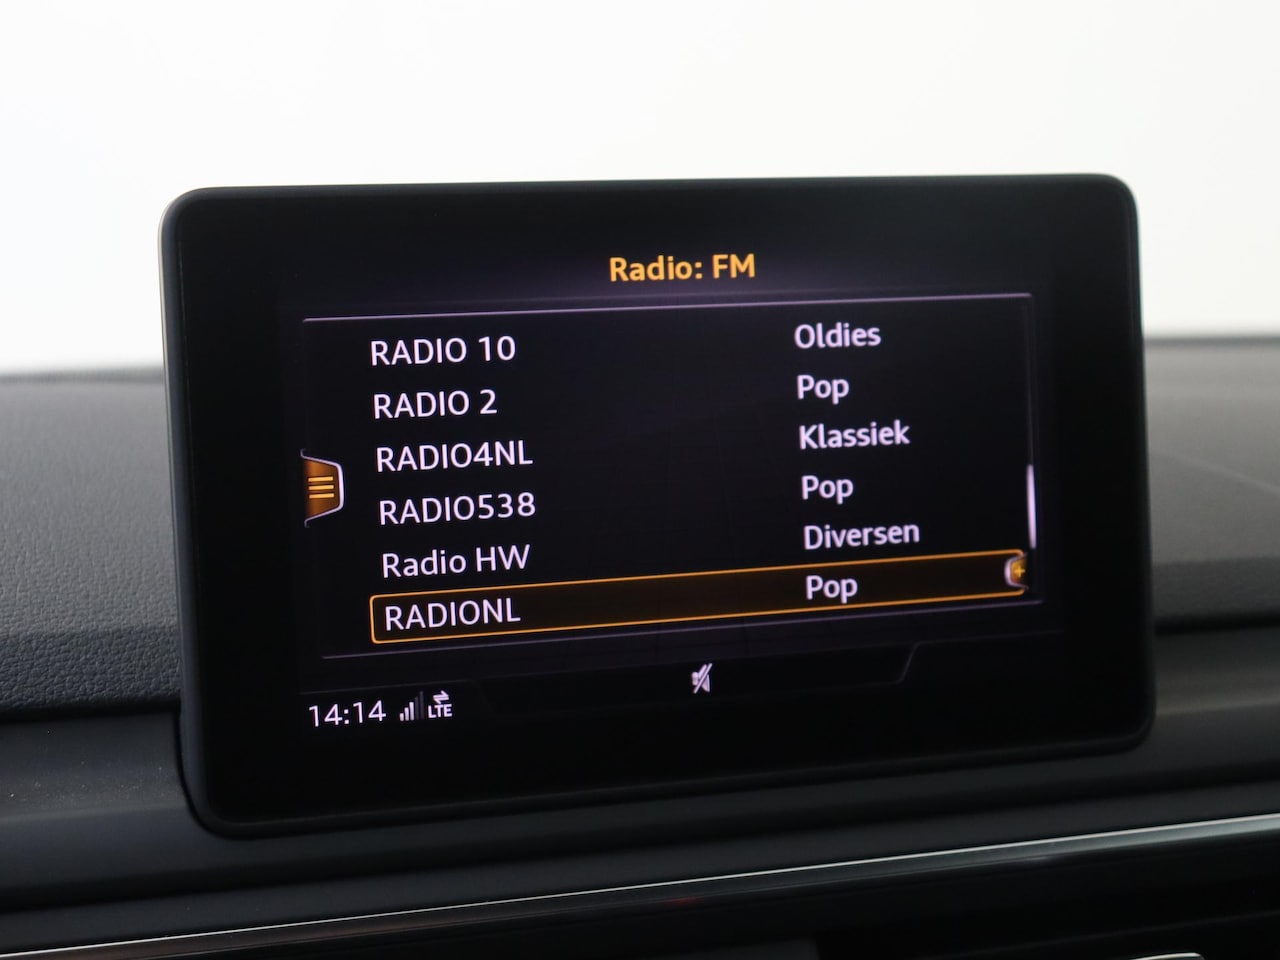 Radio: FM
RADIO 10 Oldies
RADIO 2 Pop
RADIO4NL Klassiek
RADIO538 Pop
Radio HW Diversen
RADIONL Pop
14:14 LTE